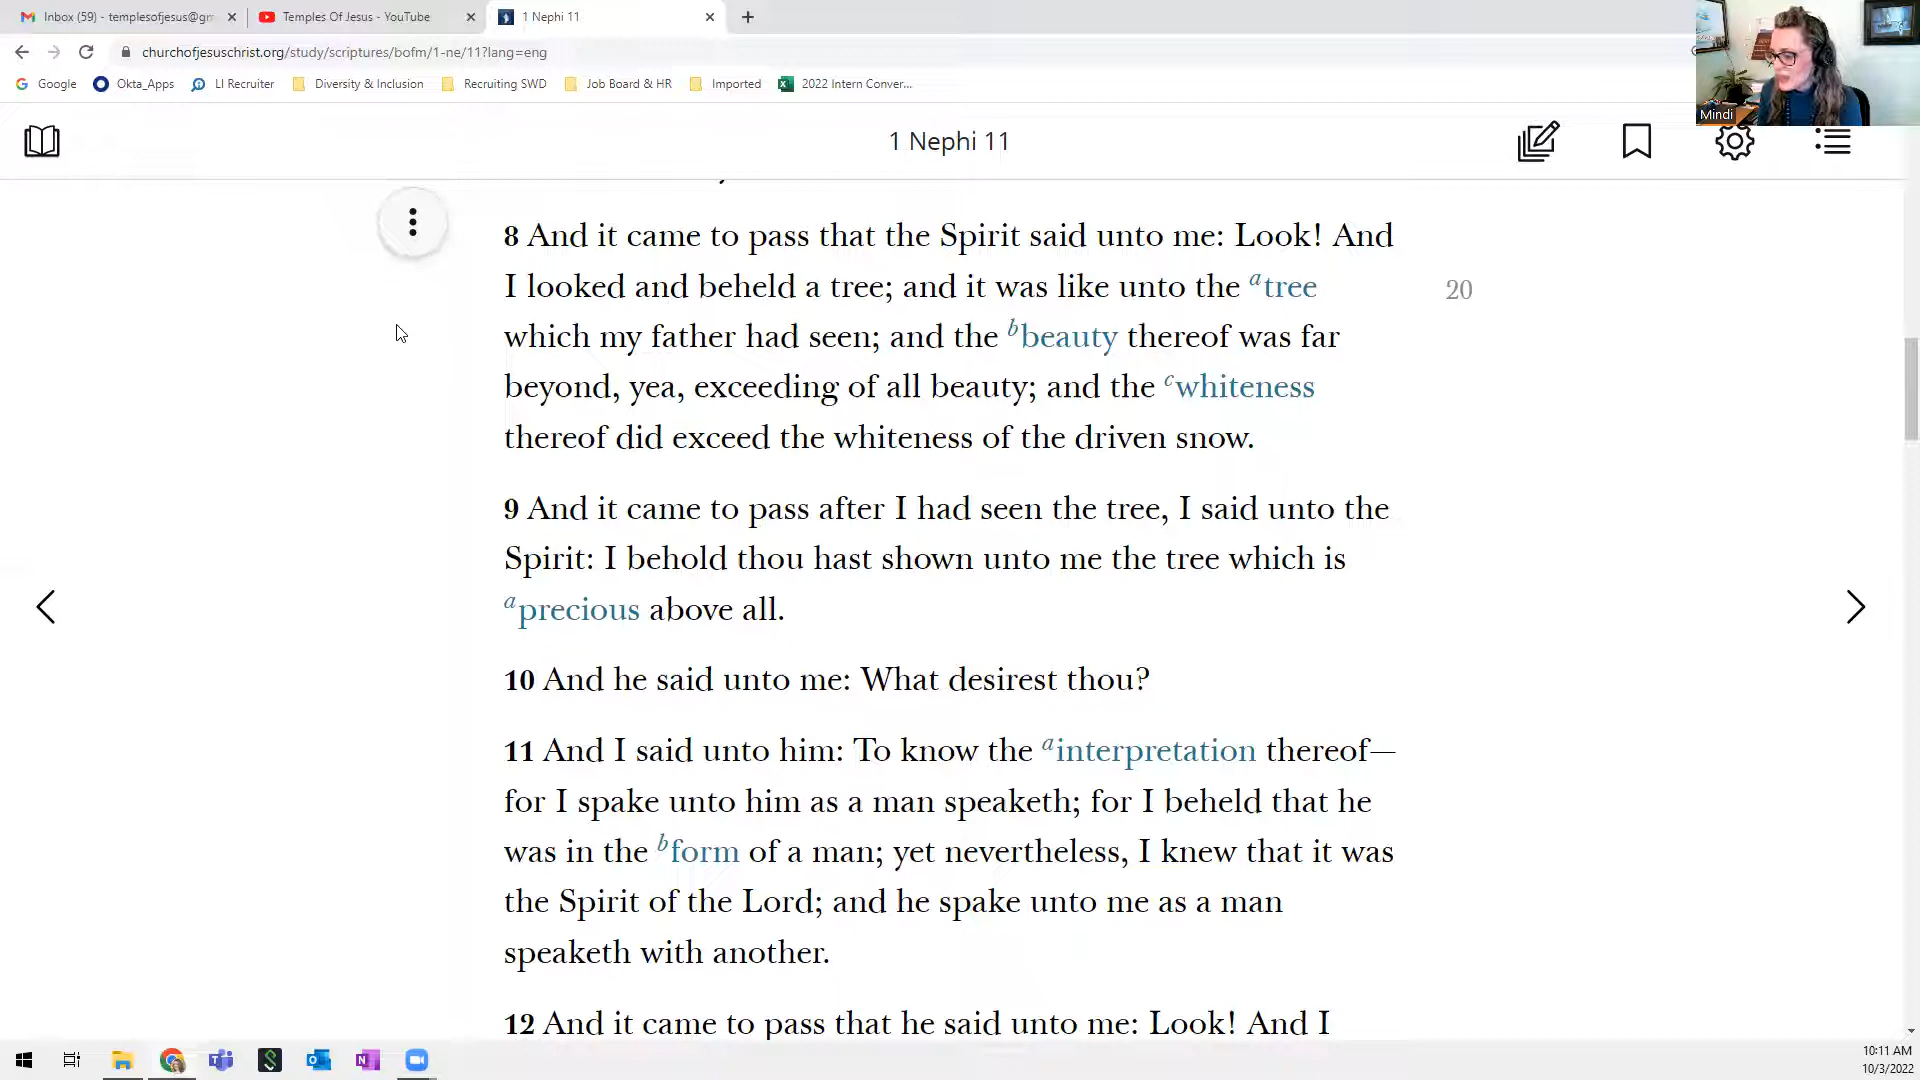 Inbox (59) - templesofjesus@gm
Temples Of Jesus - YouTube
1 Nephi 11
churchofjesuschrist.org/study/scriptures/bofm/1-ne/11?lang=eng
Google
Okta_Apps
LI Recruiter
Diversity & Inclusion
Recruiting SWD
Job Board & HR
Imported
2022 Intern Conver...
Mindi
1 Nephi 11
8 And it came to pass that the Spirit said unto me: Look! And
I looked and beheld a tree; and it was like unto the a tree
20
which my father had seen; and the b beauty thereof was far
beyond, yea, exceeding of all beauty; and the c whiteness
thereof did exceed the whiteness of the driven snow.
9 And it came to pass after I had seen the tree, I said unto the
Spirit: I behold thou hast shown unto me the tree which is
a precious above all.
10 And he said unto me: What desirest thou?
11 And I said unto him: To know the a interpretation thereof—
for I spake unto him as a man speaketh; for I beheld that he
was in the b form of a man; yet nevertheless, I knew that it was
the Spirit of the Lord; and he spake unto me as a man
speaketh with another.
12 And it came to pass that he said unto me: Look! And I
10:11 AM
10/3/2022